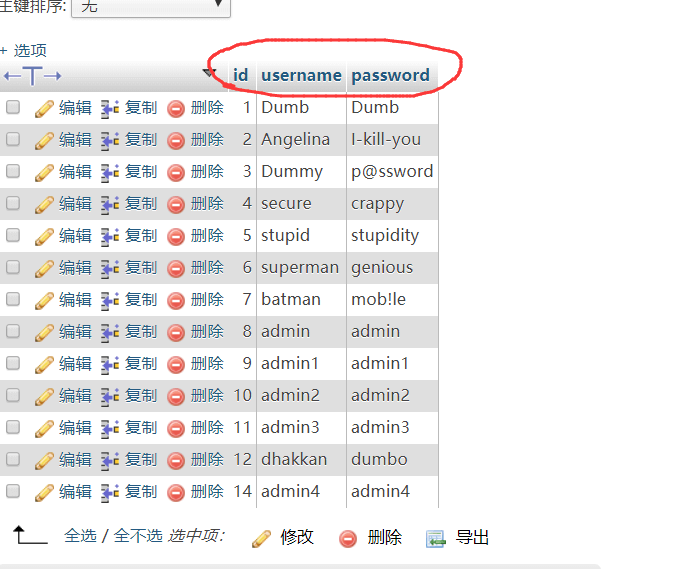 主键排序: 无
+ 选项
←T→ id username password
编辑 复制 删除 1 Dumb Dumb
编辑 复制 删除 2 Angelina I-kill-you
编辑 复制 删除 3 Dummy p@ssword
编辑 复制 删除 4 secure crappy
编辑 复制 删除 5 stupid stupidity
编辑 复制 删除 6 superman genious
编辑 复制 删除 7 batman mob!le
编辑 复制 删除 8 admin admin
编辑 复制 删除 9 admin1 admin1
编辑 复制 删除 10 admin2 admin2
编辑 复制 删除 11 admin3 admin3
编辑 复制 删除 12 dhakkan dumbo
编辑 复制 删除 14 admin4 admin4
全选 / 全不选 选中项: 修改 删除 导出